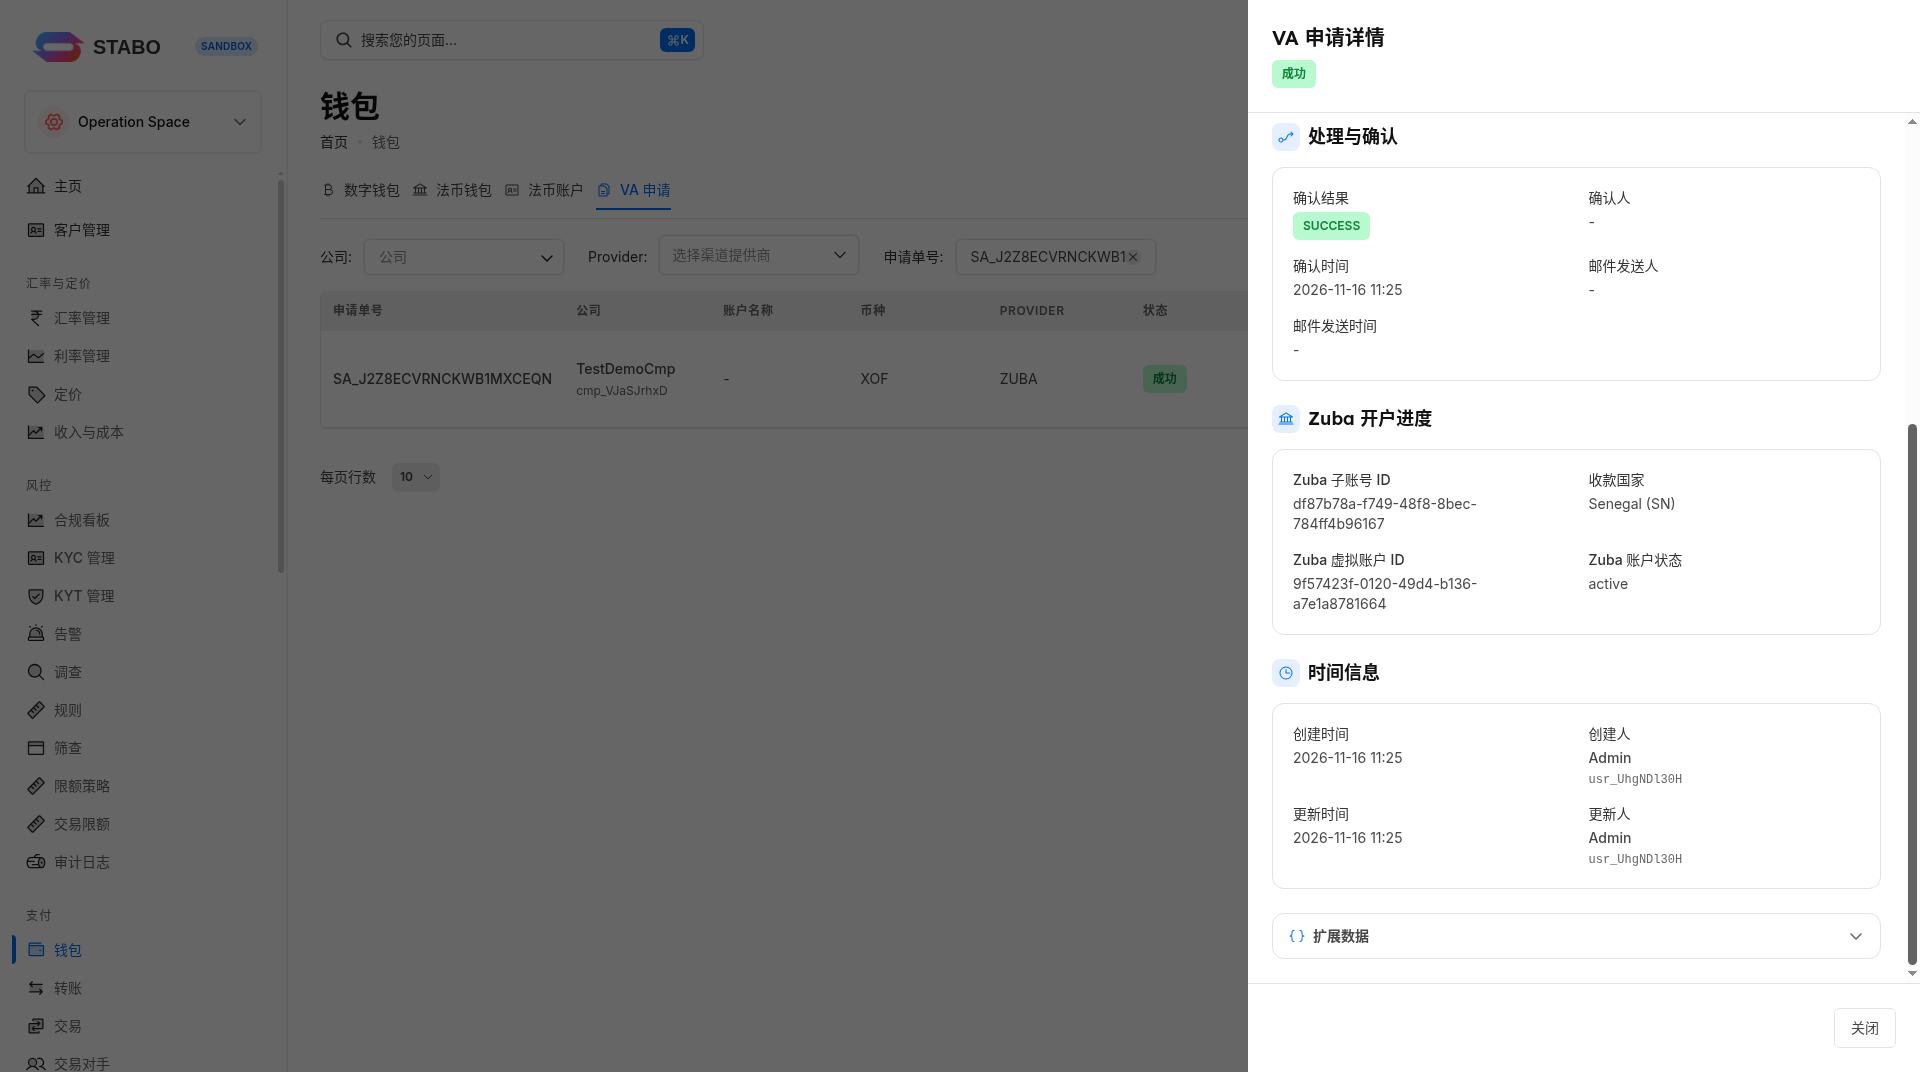 STABO
SANDBOX
Operation Space
主页
客户管理
汇率与定价
汇率管理
利率管理
定价
收入与成本
风控
合规看板
KYC 管理
KYT 管理
告警
调查
规则
筛查
限额策略
交易限额
审计日志
支付
钱包
转账
交易
交易对手
搜索您的页面...
⌘K
钱包
首页 • 钱包
数字钱包 法币钱包 法币账户 VA 申请
公司: 公司 Provider: 选择渠道提供商 申请单号: SA_J2Z8ECVRNCKWB1
申请单号 公司 账户名称 币种 PROVIDER 状态
SA_J2Z8ECVRNCKWB1MXCEQN TestDemoCmp - XOF ZUBA 成功
cmp_VJaSJrhxD
每页行数 10
VA 申请详情
成功
处理与确认
确认结果 确认人
SUCCESS -
确认时间 邮件发送人
2026-11-16 11:25 -
邮件发送时间
-
Zuba 开户进度
Zuba 子账号 ID 收款国家
df87b78a-f749-48f8-8bec- Senegal (SN)
784ff4b96167
Zuba 虚拟账户 ID Zuba 账户状态
9f57423f-0120-49d4-b136- active
a7e1a8781664
时间信息
创建时间 创建人
2026-11-16 11:25 Admin
usr_UhgNDl30H
更新时间 更新人
2026-11-16 11:25 Admin
usr_UhgNDl30H
{ } 扩展数据
关闭